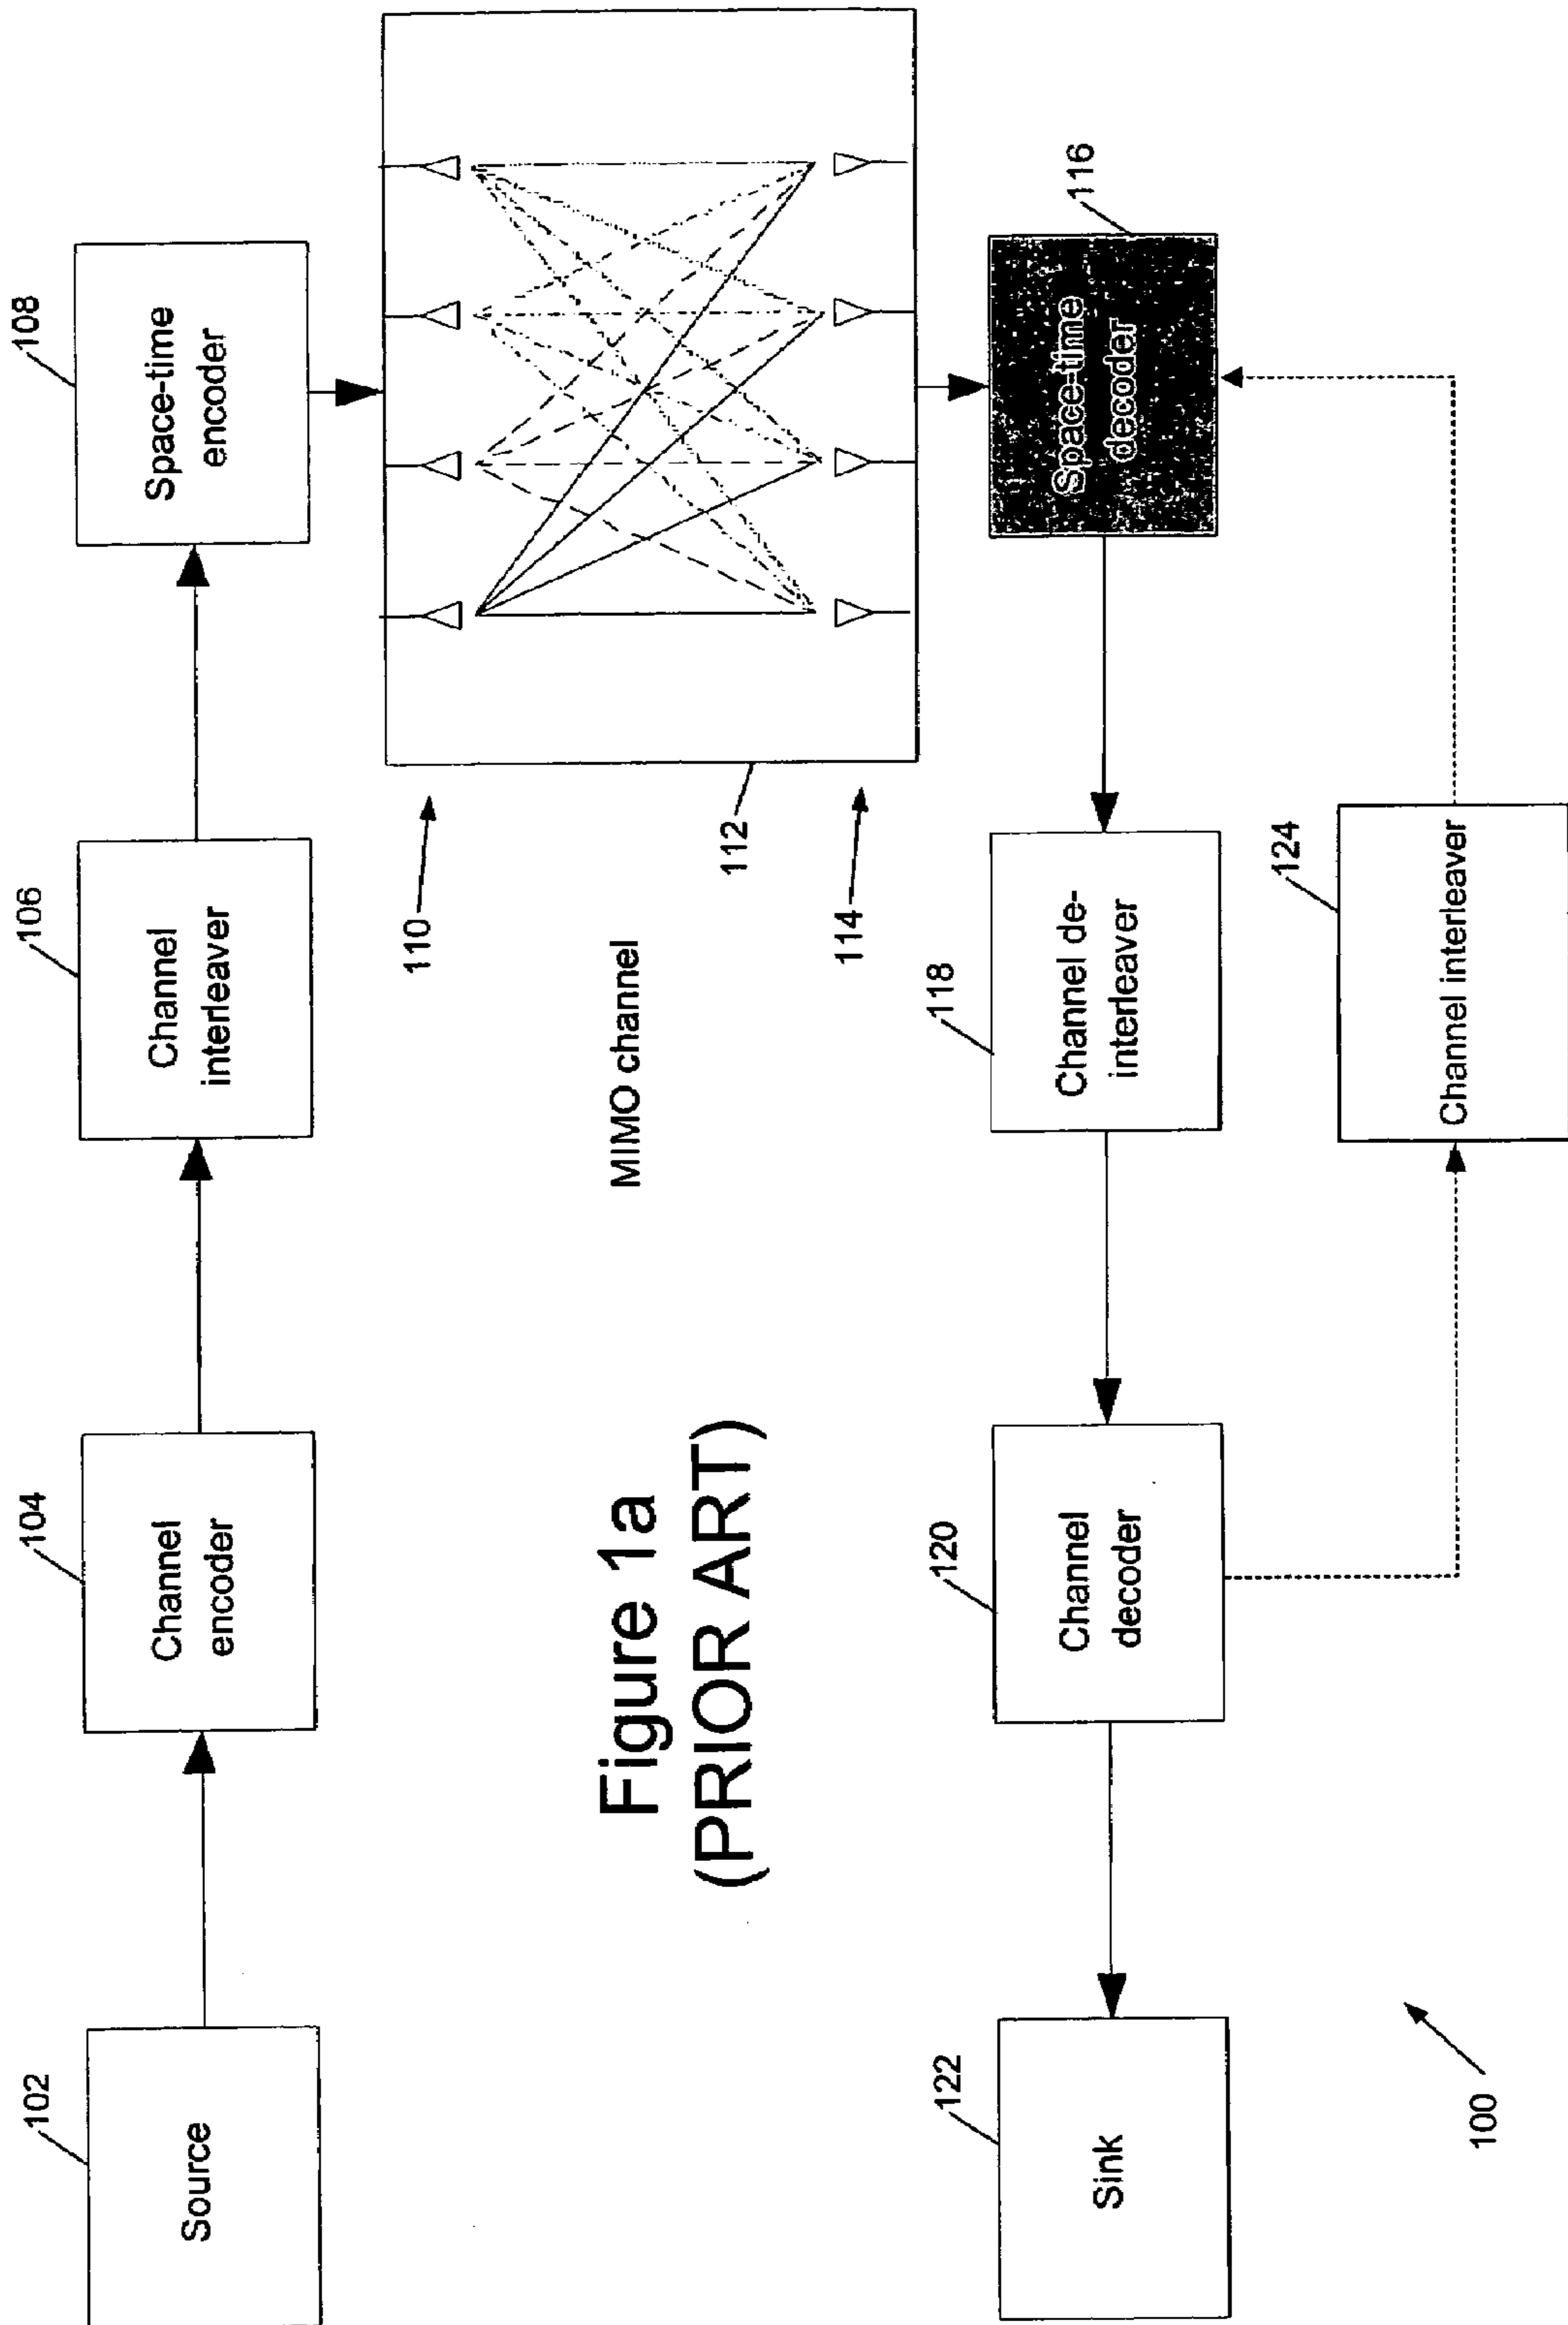 102
Source
104
Channel
encoder
106
Channel
interleaver
108
Space-time
encoder
110
MIMO channel
112
114
Figure 1a
(PRIOR ART)
122
Sink
120
Channel
decoder
118
Channel de-
interleaver
116
Space-time
decoder
124
Channel interleaver
100